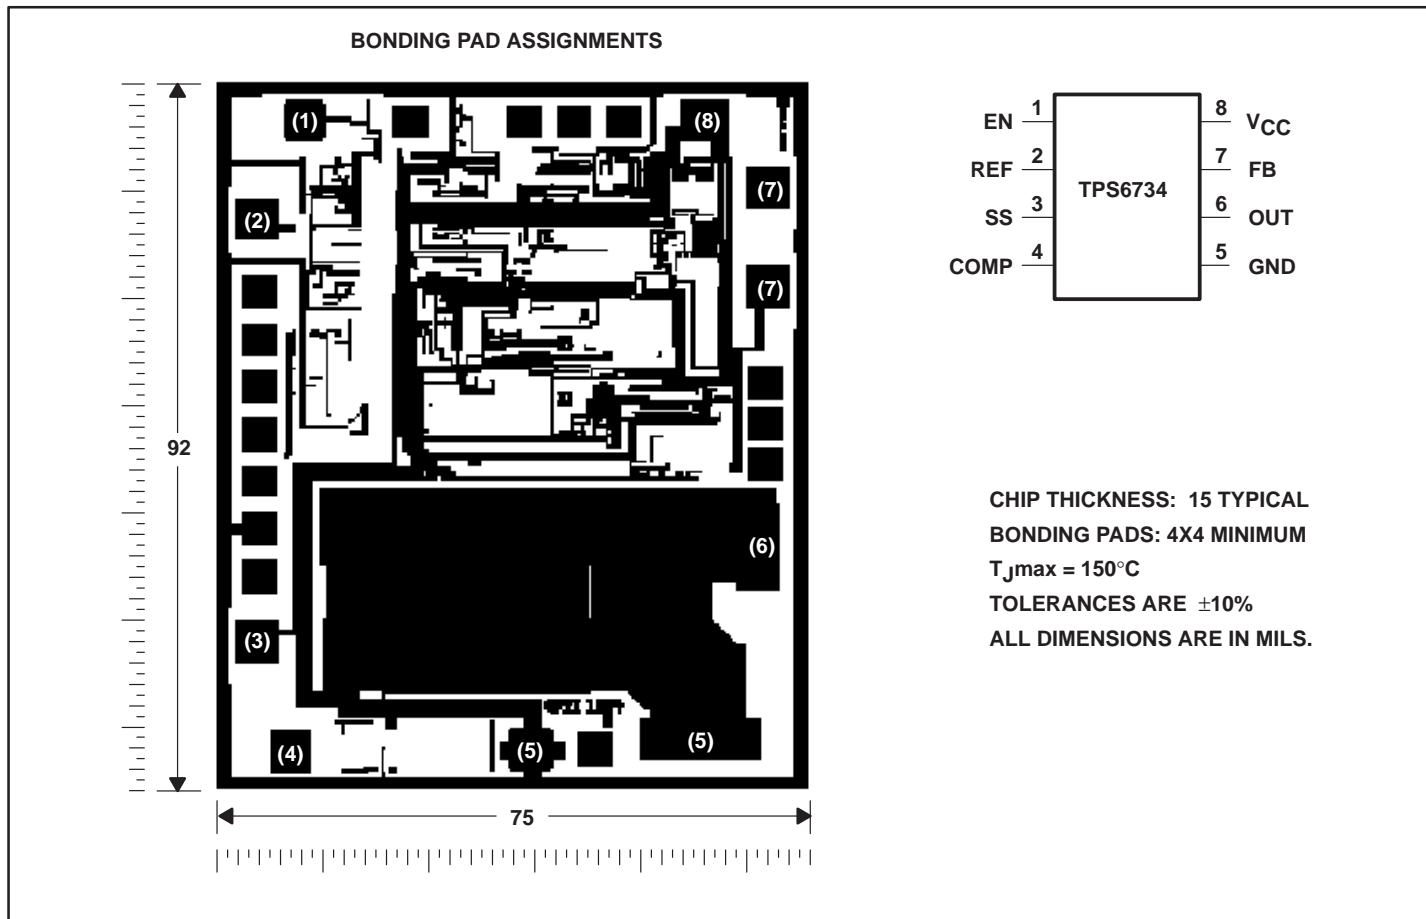 BONDING PAD ASSIGNMENTS
(1)
(8)
(7)
(2)
(7)
92
(6)
(3)
(4)
(5)
(5)
75
EN 1
REF 2
SS 3
COMP 4
TPS6734
8 VCC
7 FB
6 OUT
5 GND
CHIP THICKNESS: 15 TYPICAL
BONDING PADS: 4X4 MINIMUM
TJmax = 150°C
TOLERANCES ARE ±10%
ALL DIMENSIONS ARE IN MILS.